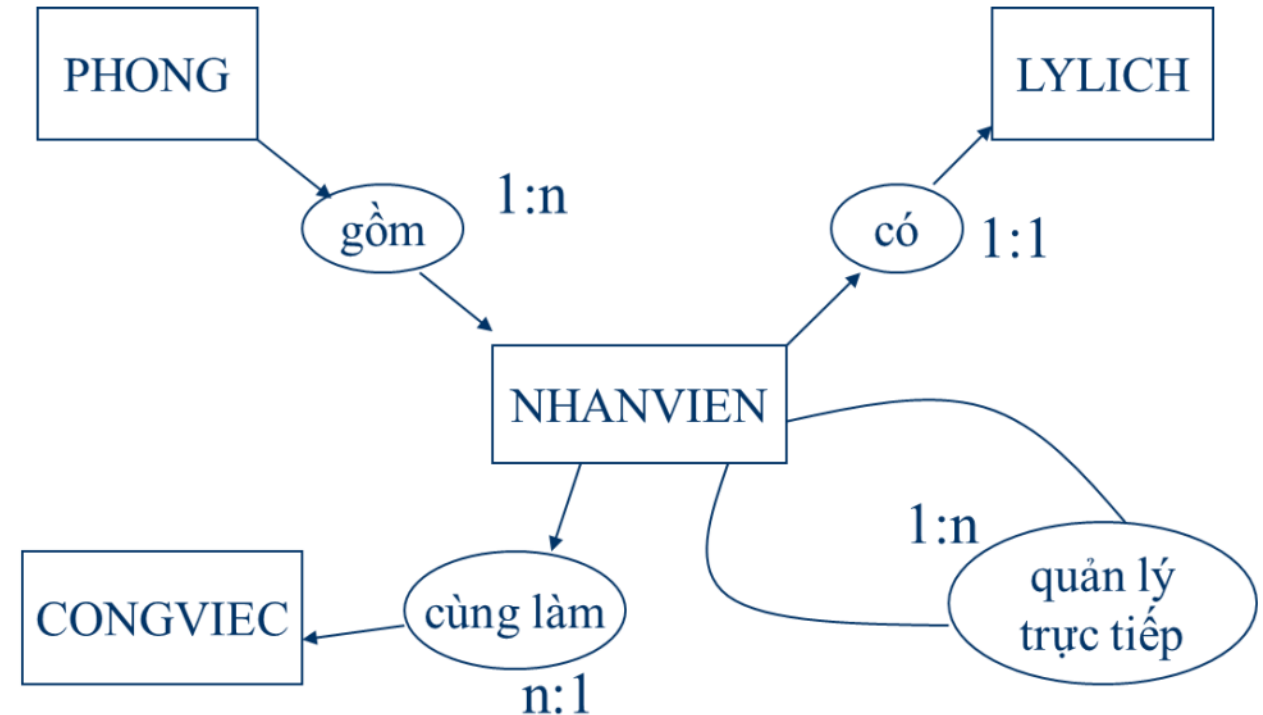 PHONG
LYLICH
gồm
1:n
có
1:1
NHANVIEN
1:n
quản lý
trực tiếp
CONGVIEC
cùng làm
n:1